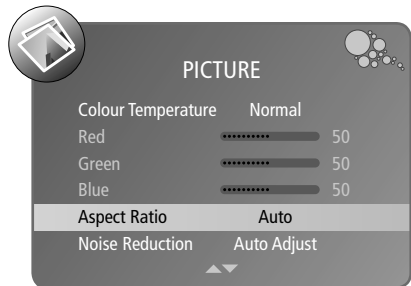 PICTURE
Colour Temperature Normal
Red 50
Green 50
Blue 50
Aspect Ratio Auto
Noise Reduction Auto Adjust